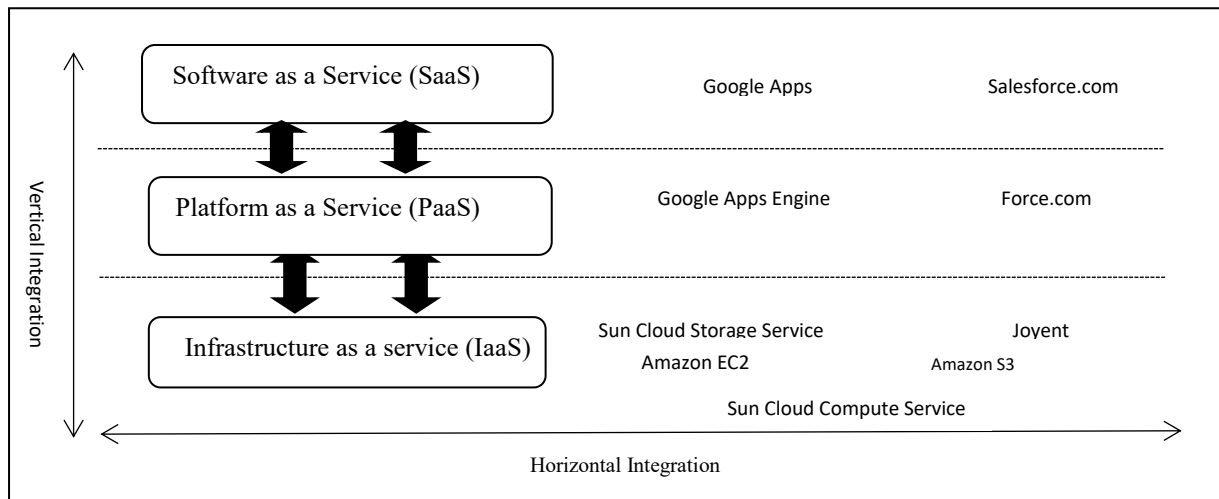 Software as a Service (SaaS)
Google Apps
Salesforce.com
Platform as a Service (PaaS)
Google Apps Engine
Force.com
Vertical Integration
Infrastructure as a service (IaaS)
Sun Cloud Storage Service
Joyent
Amazon EC2
Amazon S3
Sun Cloud Compute Service
Horizontal Integration